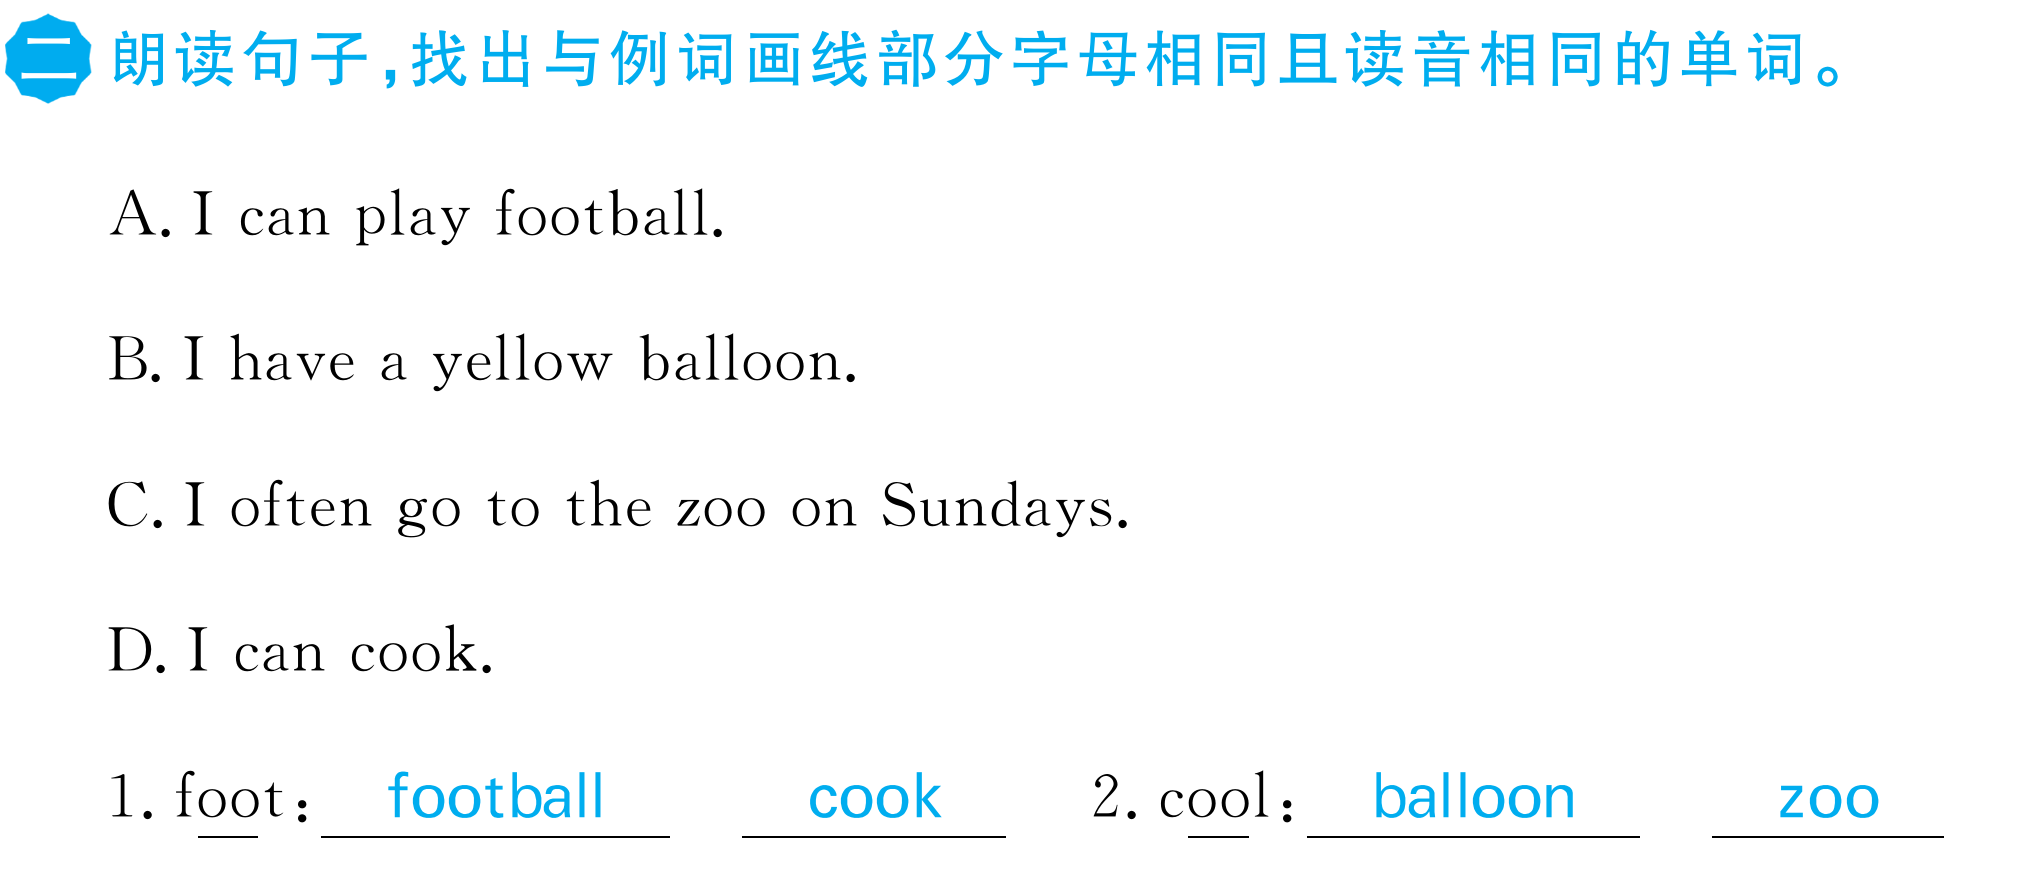 二 朗读句子,找出与例词画线部分字母相同且读音相同的单词。
A. I can play football.
B. I have a yellow balloon.
C. I often go to the zoo on Sundays.
D. I can cook.
1. foot: football cook 2. cool: balloon zoo